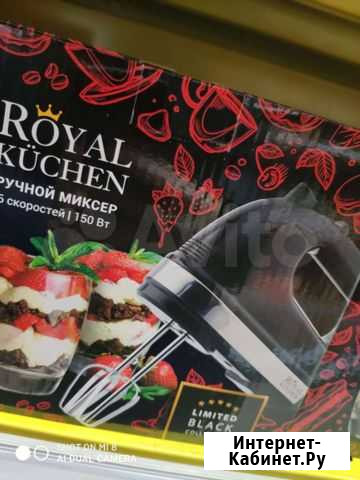 ROYAL
KÜCHEN
РУЧНОЙ МИКСЕР
5 скоростей | 150 Вт
Avito
LIMITED
BLACK
SHOT ON MI 8
AI DUAL CAMERA
Интернет-
Кабинет.Ру